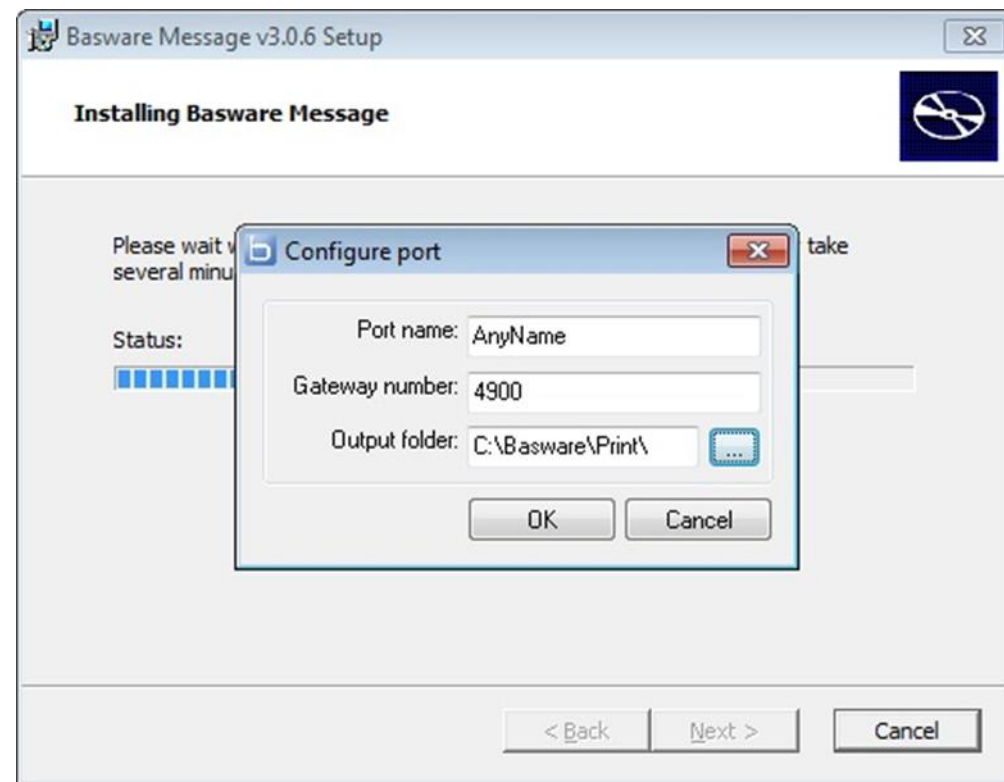 Basware Message v3.0.6 Setup
Installing Basware Message
Please wait
take
several
Status:
Configure port
Port name: AnyName
Gateway number: 4900
Output folder: C:\Basware\Print\ ...
OK Cancel
< Back Next > Cancel